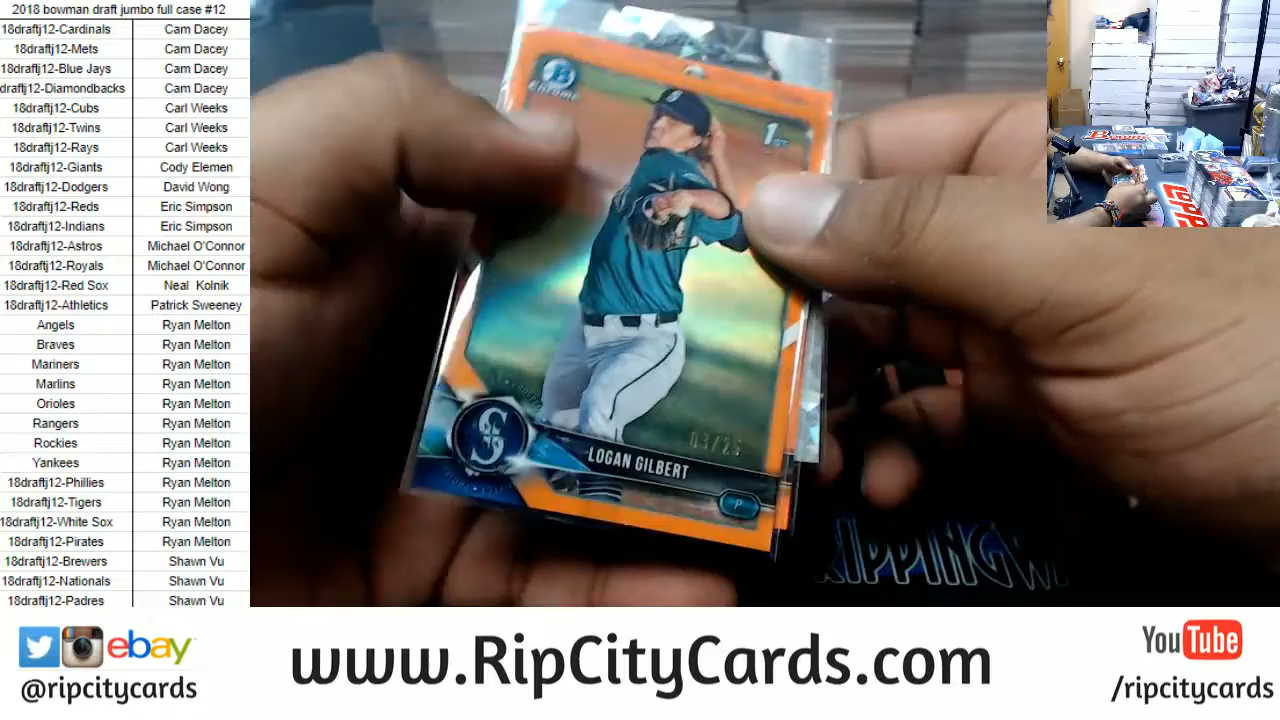 2018 bowman draft jumbo full case #12
18draftj12-Cardinals Cam Dacey
18draftj12-Mets Cam Dacey
18draftj12-Blue Jays Cam Dacey
draftj12-Diamondbacks Cam Dacey
18draftj12-Cubs Carl Weeks
18draftj12-Twins Carl Weeks
18draftj12-Rays Carl Weeks
18draftj12-Giants Cody Elemen
18draftj12-Dodgers David Wong
18draftj12-Reds Eric Simpson
18draftj12-Indians Eric Simpson
18draftj12-Astros Michael O'Connor
18draftj12-Royals Michael O'Connor
18draftj12-Red Sox Neal Kolnik
18draftj12-Athletics Patrick Sweeney
Angels Ryan Melton
Braves Ryan Melton
Mariners Ryan Melton
Marlins Ryan Melton
Orioles Ryan Melton
Rangers Ryan Melton
Rockies Ryan Melton
Yankees Ryan Melton
18draftj12-Phillies Ryan Melton
18draftj12-Tigers Ryan Melton
18draftj12-White Sox Ryan Melton
18draftj12-Pirates Ryan Melton
18draftj12-Brewers Shawn Vu
18draftj12-Nationals Shawn Vu
18draftj12-Padres Shawn Vu
B
CHROME
1ST
S
03/25
LOGAN GILBERT
P
RIPPINGW
ebay
@ripcitycards
www.RipCityCards.com
YouTube
/ripcitycards